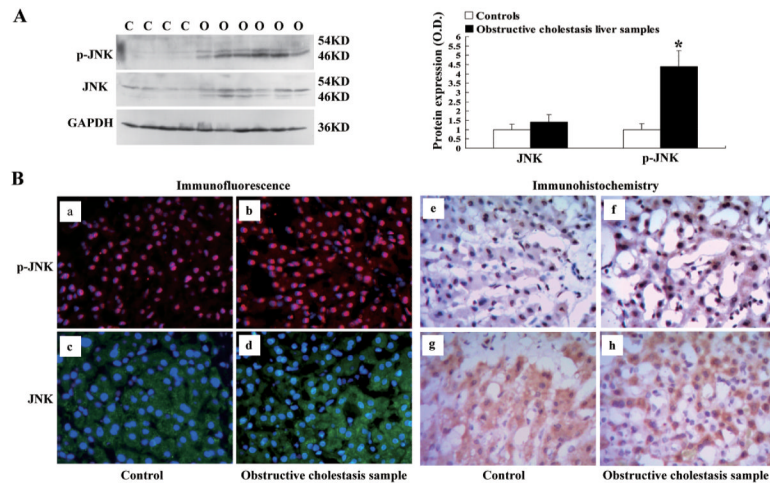 A
C C C C O O O O O O
p-JNK
54KD
46KD
JNK
54KD
46KD
GAPDH
36KD
Controls
Obstructive cholestasis liver samples
Protein expression (O.D.)
6
5.5
5
4.5
4
3.5
3
2.5
2
1.5
1
0.5
0
*
JNK p-JNK
B
Immunofluorescence Immunohistochemistry
a b e f
p-JNK
c d g h
JNK
Control Obstructive cholestasis sample Control Obstructive cholestasis sample